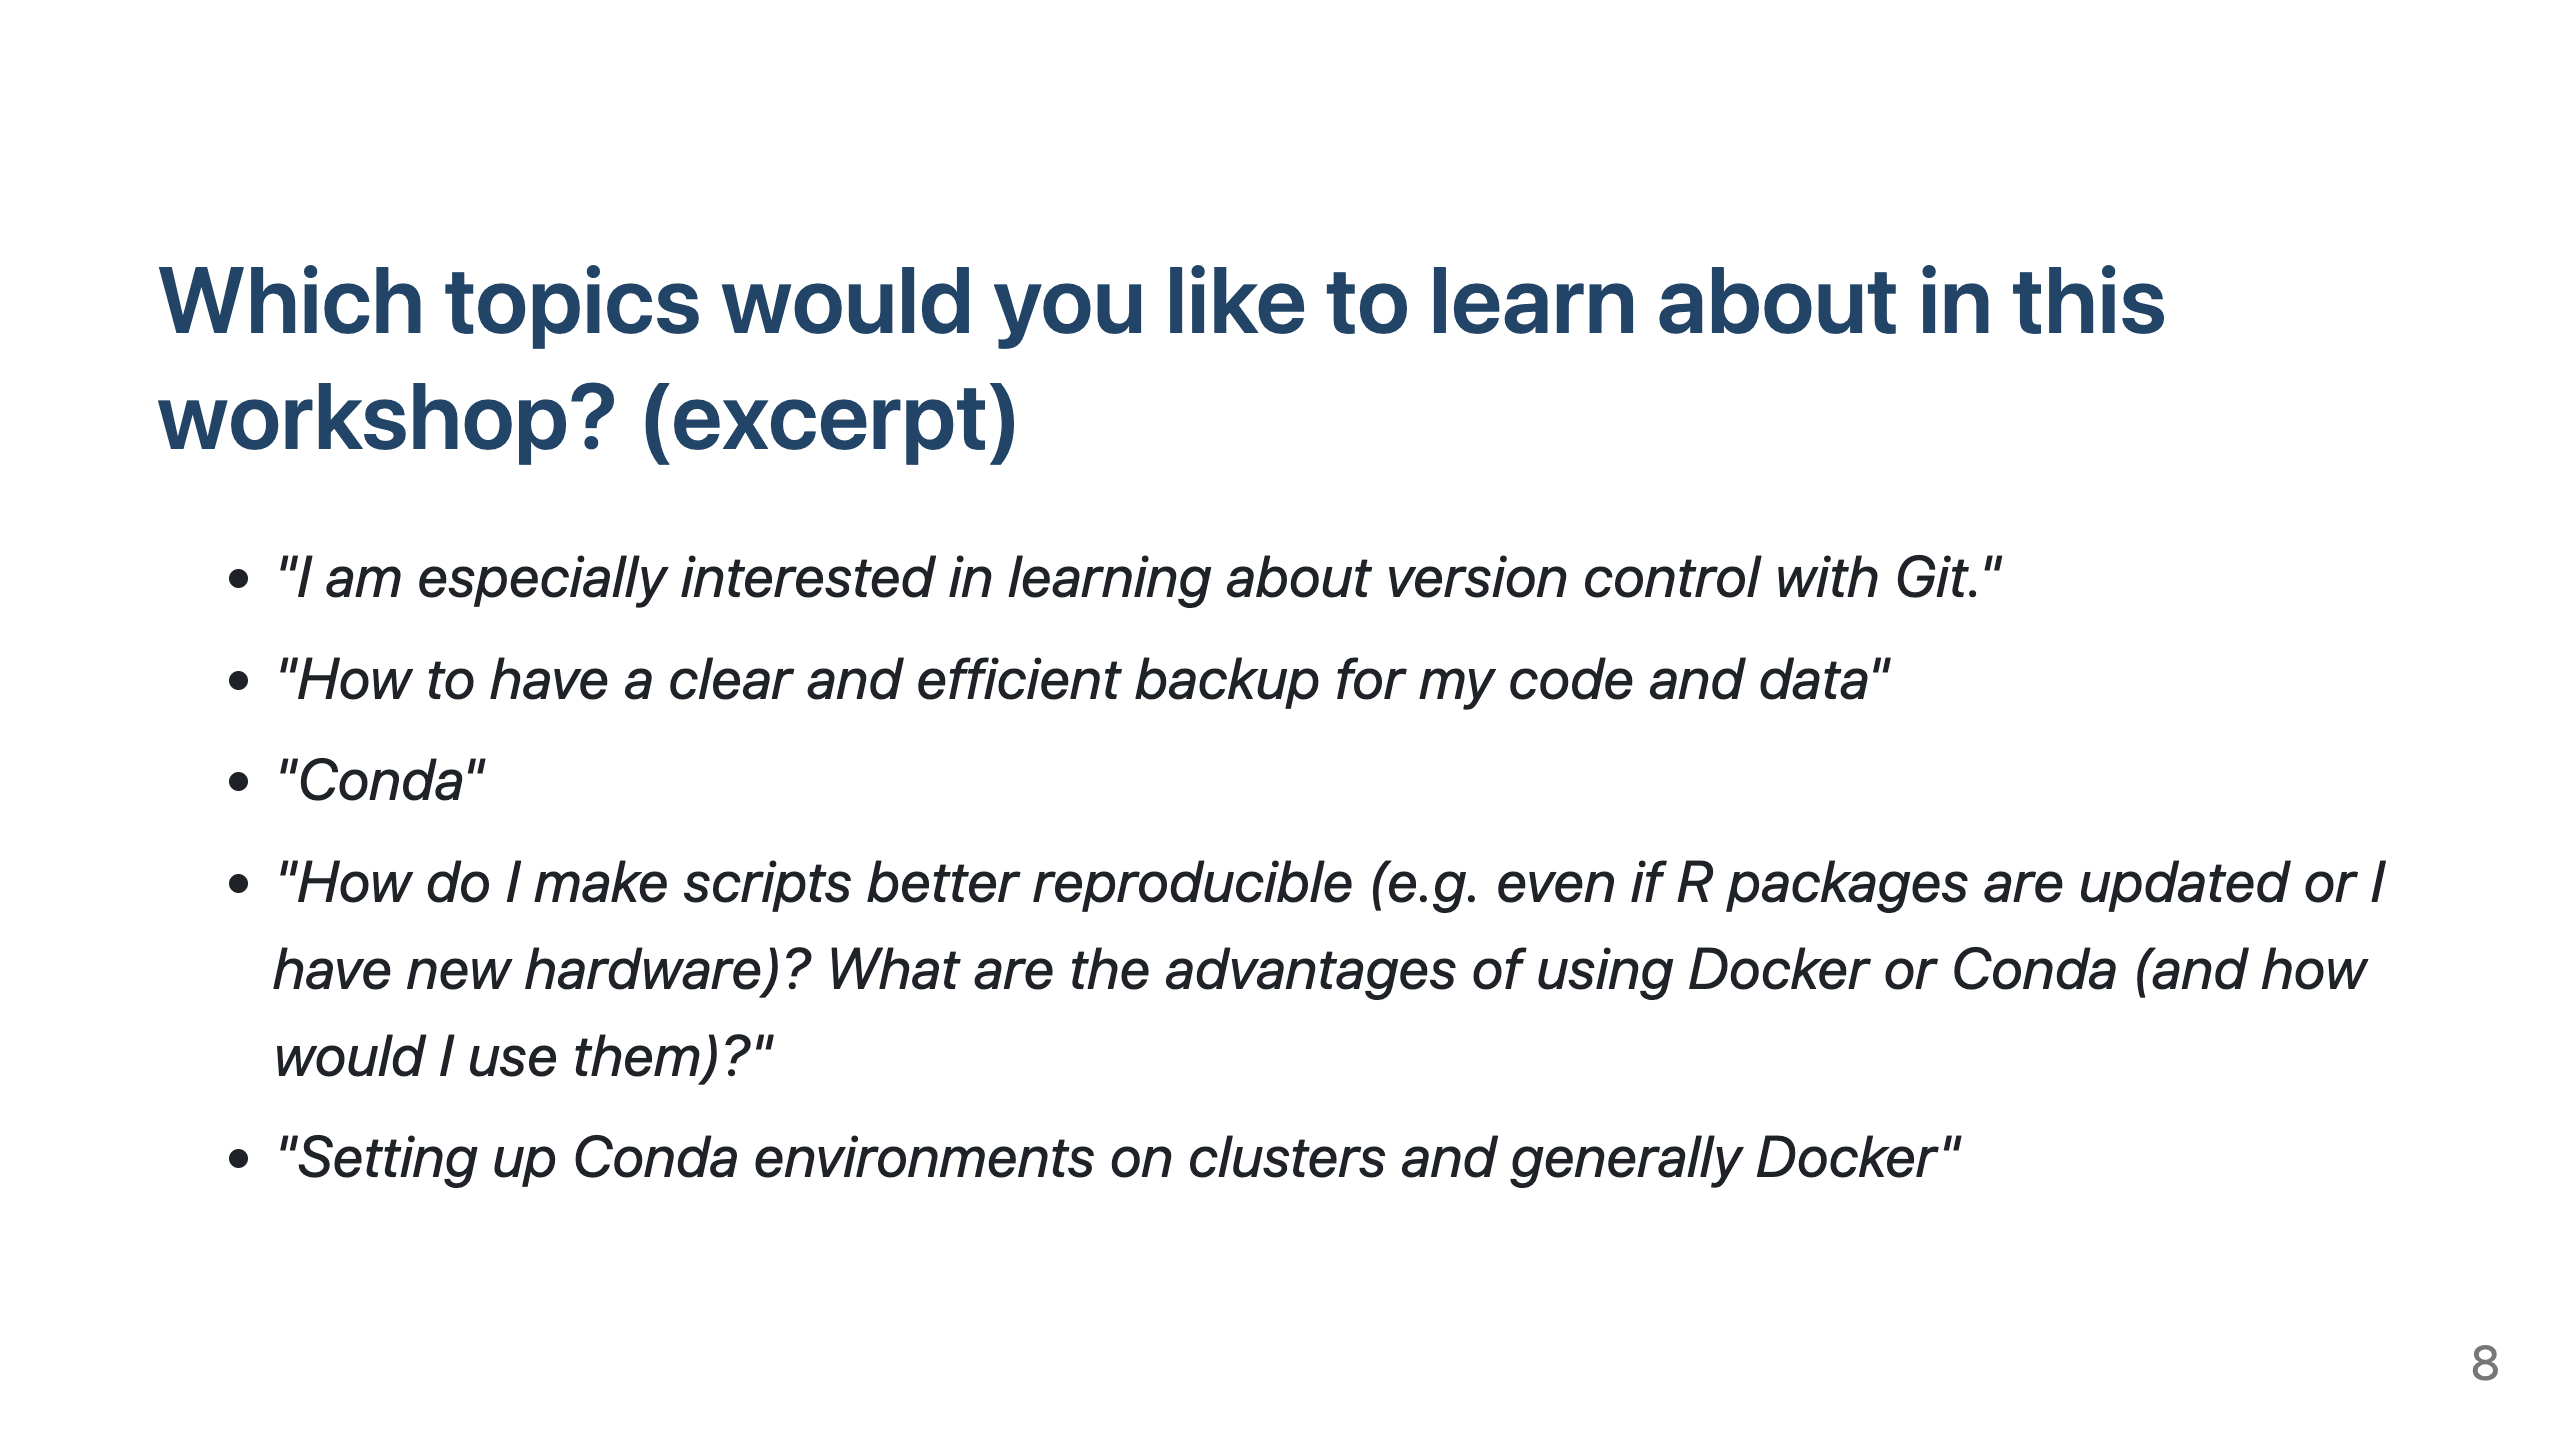 Which topics would you like to learn about in this
workshop? (excerpt)
• "I am especially interested in learning about version control with Git."
• "How to have a clear and efficient backup for my code and data"
• "Conda"
• "How do I make scripts better reproducible (e.g. even if R packages are updated or I
have new hardware)? What are the advantages of using Docker or Conda (and how
would I use them)?"
• "Setting up Conda environments on clusters and generally Docker"
8